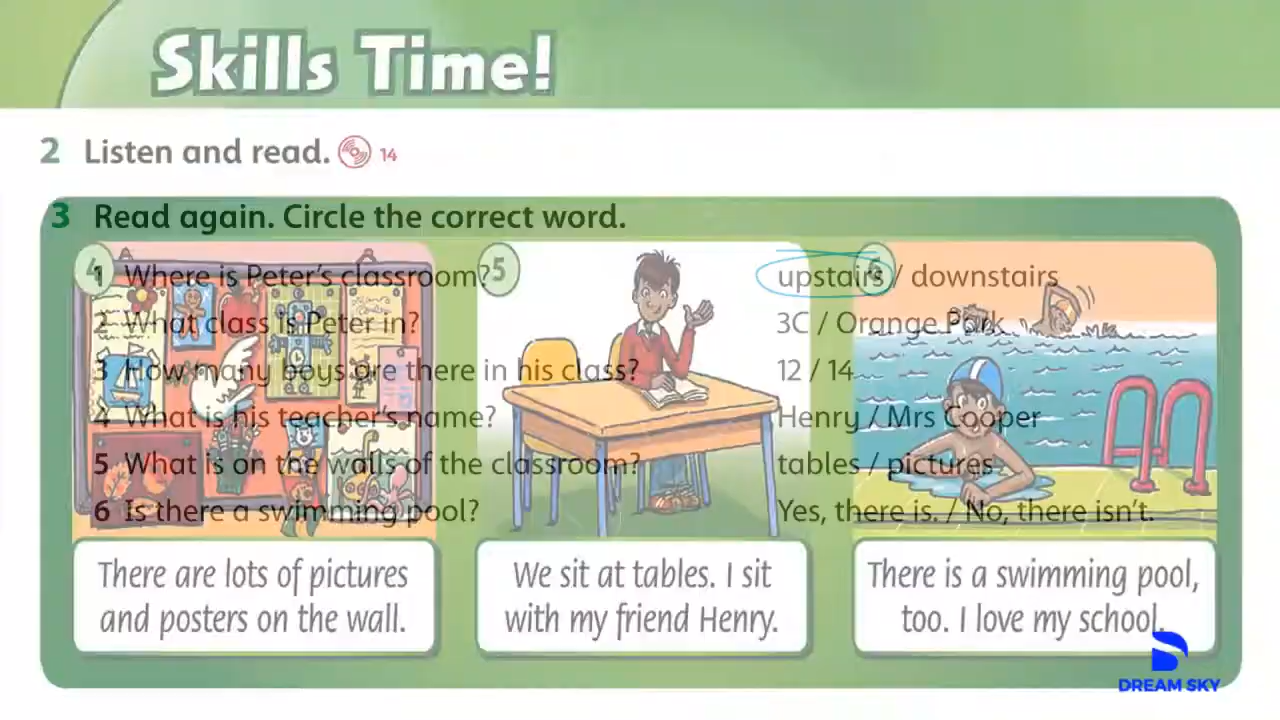 Skills Time!
2 Listen and read. 14
3 Read again. Circle the correct word.
4
5
6
1 Where is Peter's classroom? upstairs / downstairs
2 What class is Peter in? 3C / Orange Park
3 How many boys are there in his class? 12 / 14
4 What is his teacher's name? Henry / Mrs Cooper
5 What is on the walls of the classroom? tables / pictures
6 Is there a swimming pool? Yes, there is. / No, there isn't.
There are lots of pictures
and posters on the wall.
We sit at tables. I sit
with my friend Henry.
There is a swimming pool,
too. I love my school.
DREAM SKY